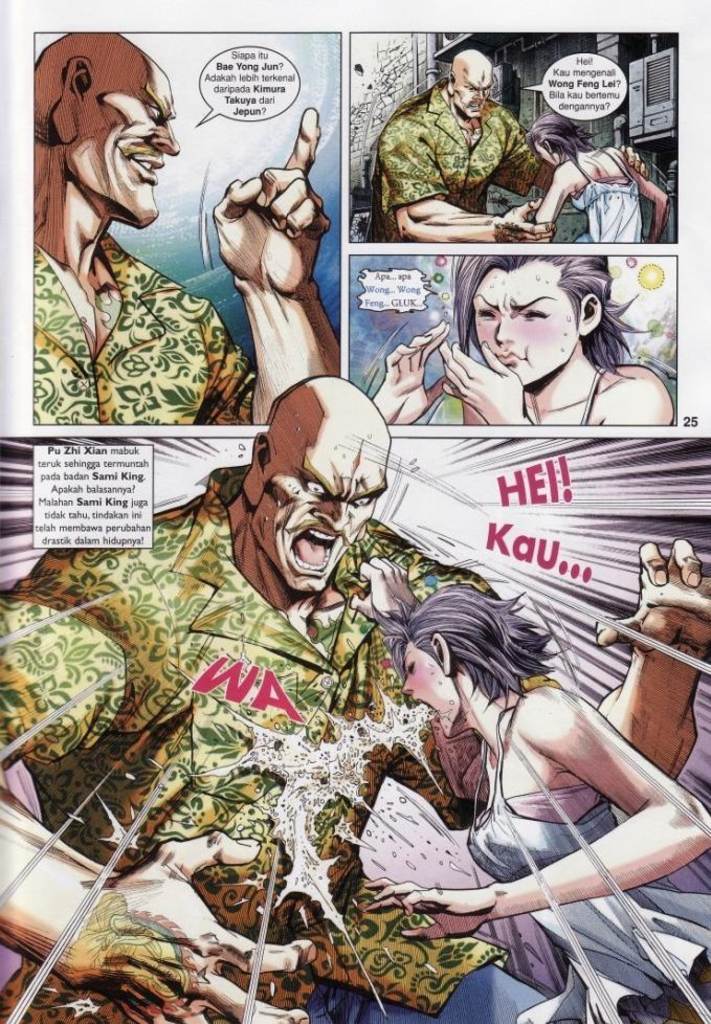 Siapa itu
Bae Yong Jun?
Adakah lebih terkenal
daripada Kimura
Takuya dari
Jepun?
Hei!
Kau mengenali
Wong Feng Lei?
Bila kau bertemu
dengannya?
Apa... apa
Wong... Wong
Feng... GLUK...
25
Pu Zhi Xian mabuk
teruk sehingga termuntah
pada badan Sami King.
Apakah balasannya?
Malahan Sami King juga
tidak tahu, tindakan ini
telah membawa perubahan
drastik dalam hidupnya!
HEI!
Kau...
WA